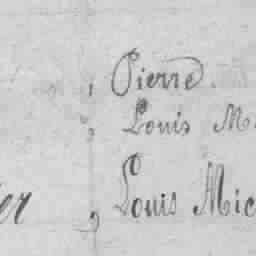 , Pierre.
, Louis M
er , Louis Mic